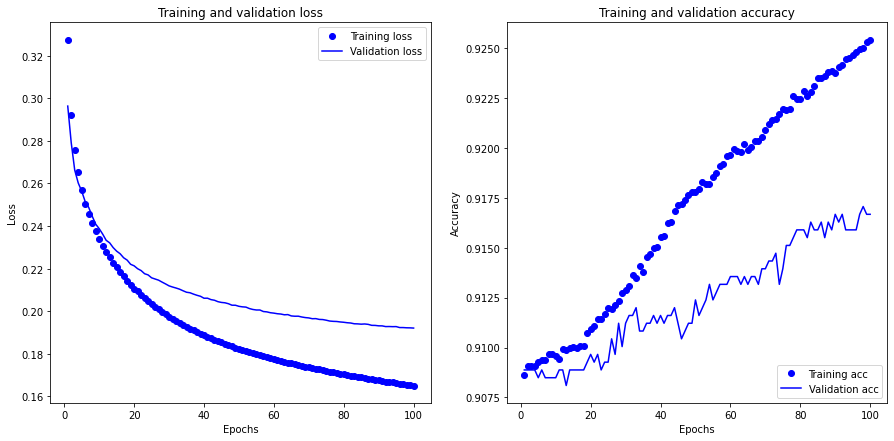 Training and validation loss
Training loss
Validation loss
0.32
0.30
0.28
0.26
0.24
0.22
0.20
0.18
0.16
Loss
0 20 40 60 80 100
Epochs
Training and validation accuracy
0.9250
0.9225
0.9200
0.9175
0.9150
0.9125
0.9100
0.9075
Accuracy
Training acc
Validation acc
0 20 40 60 80 100
Epochs